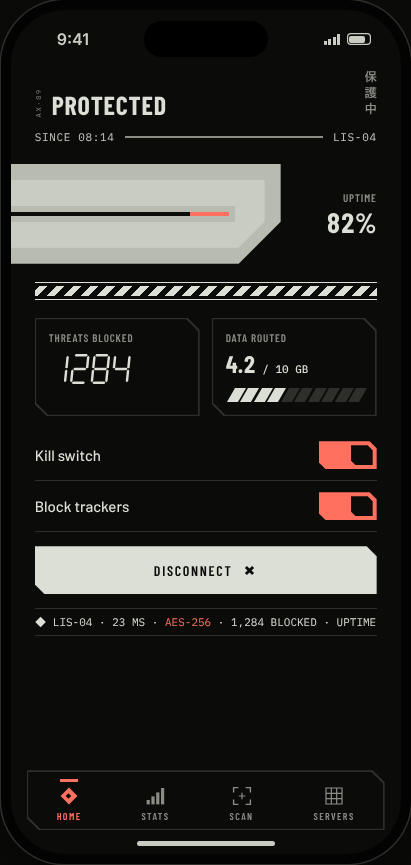 9:41
AX-09
PROTECTED
保護中
SINCE 08:14
LIS-04
UPTIME
82%
THREATS BLOCKED
1284
DATA ROUTED
4.2 / 10 GB
Kill switch
Block trackers
DISCONNECT ✖
◆ LIS-04 · 23 MS · AES-256 · 1,284 BLOCKED · UPTIME
HOME
STATS
SCAN
SERVERS